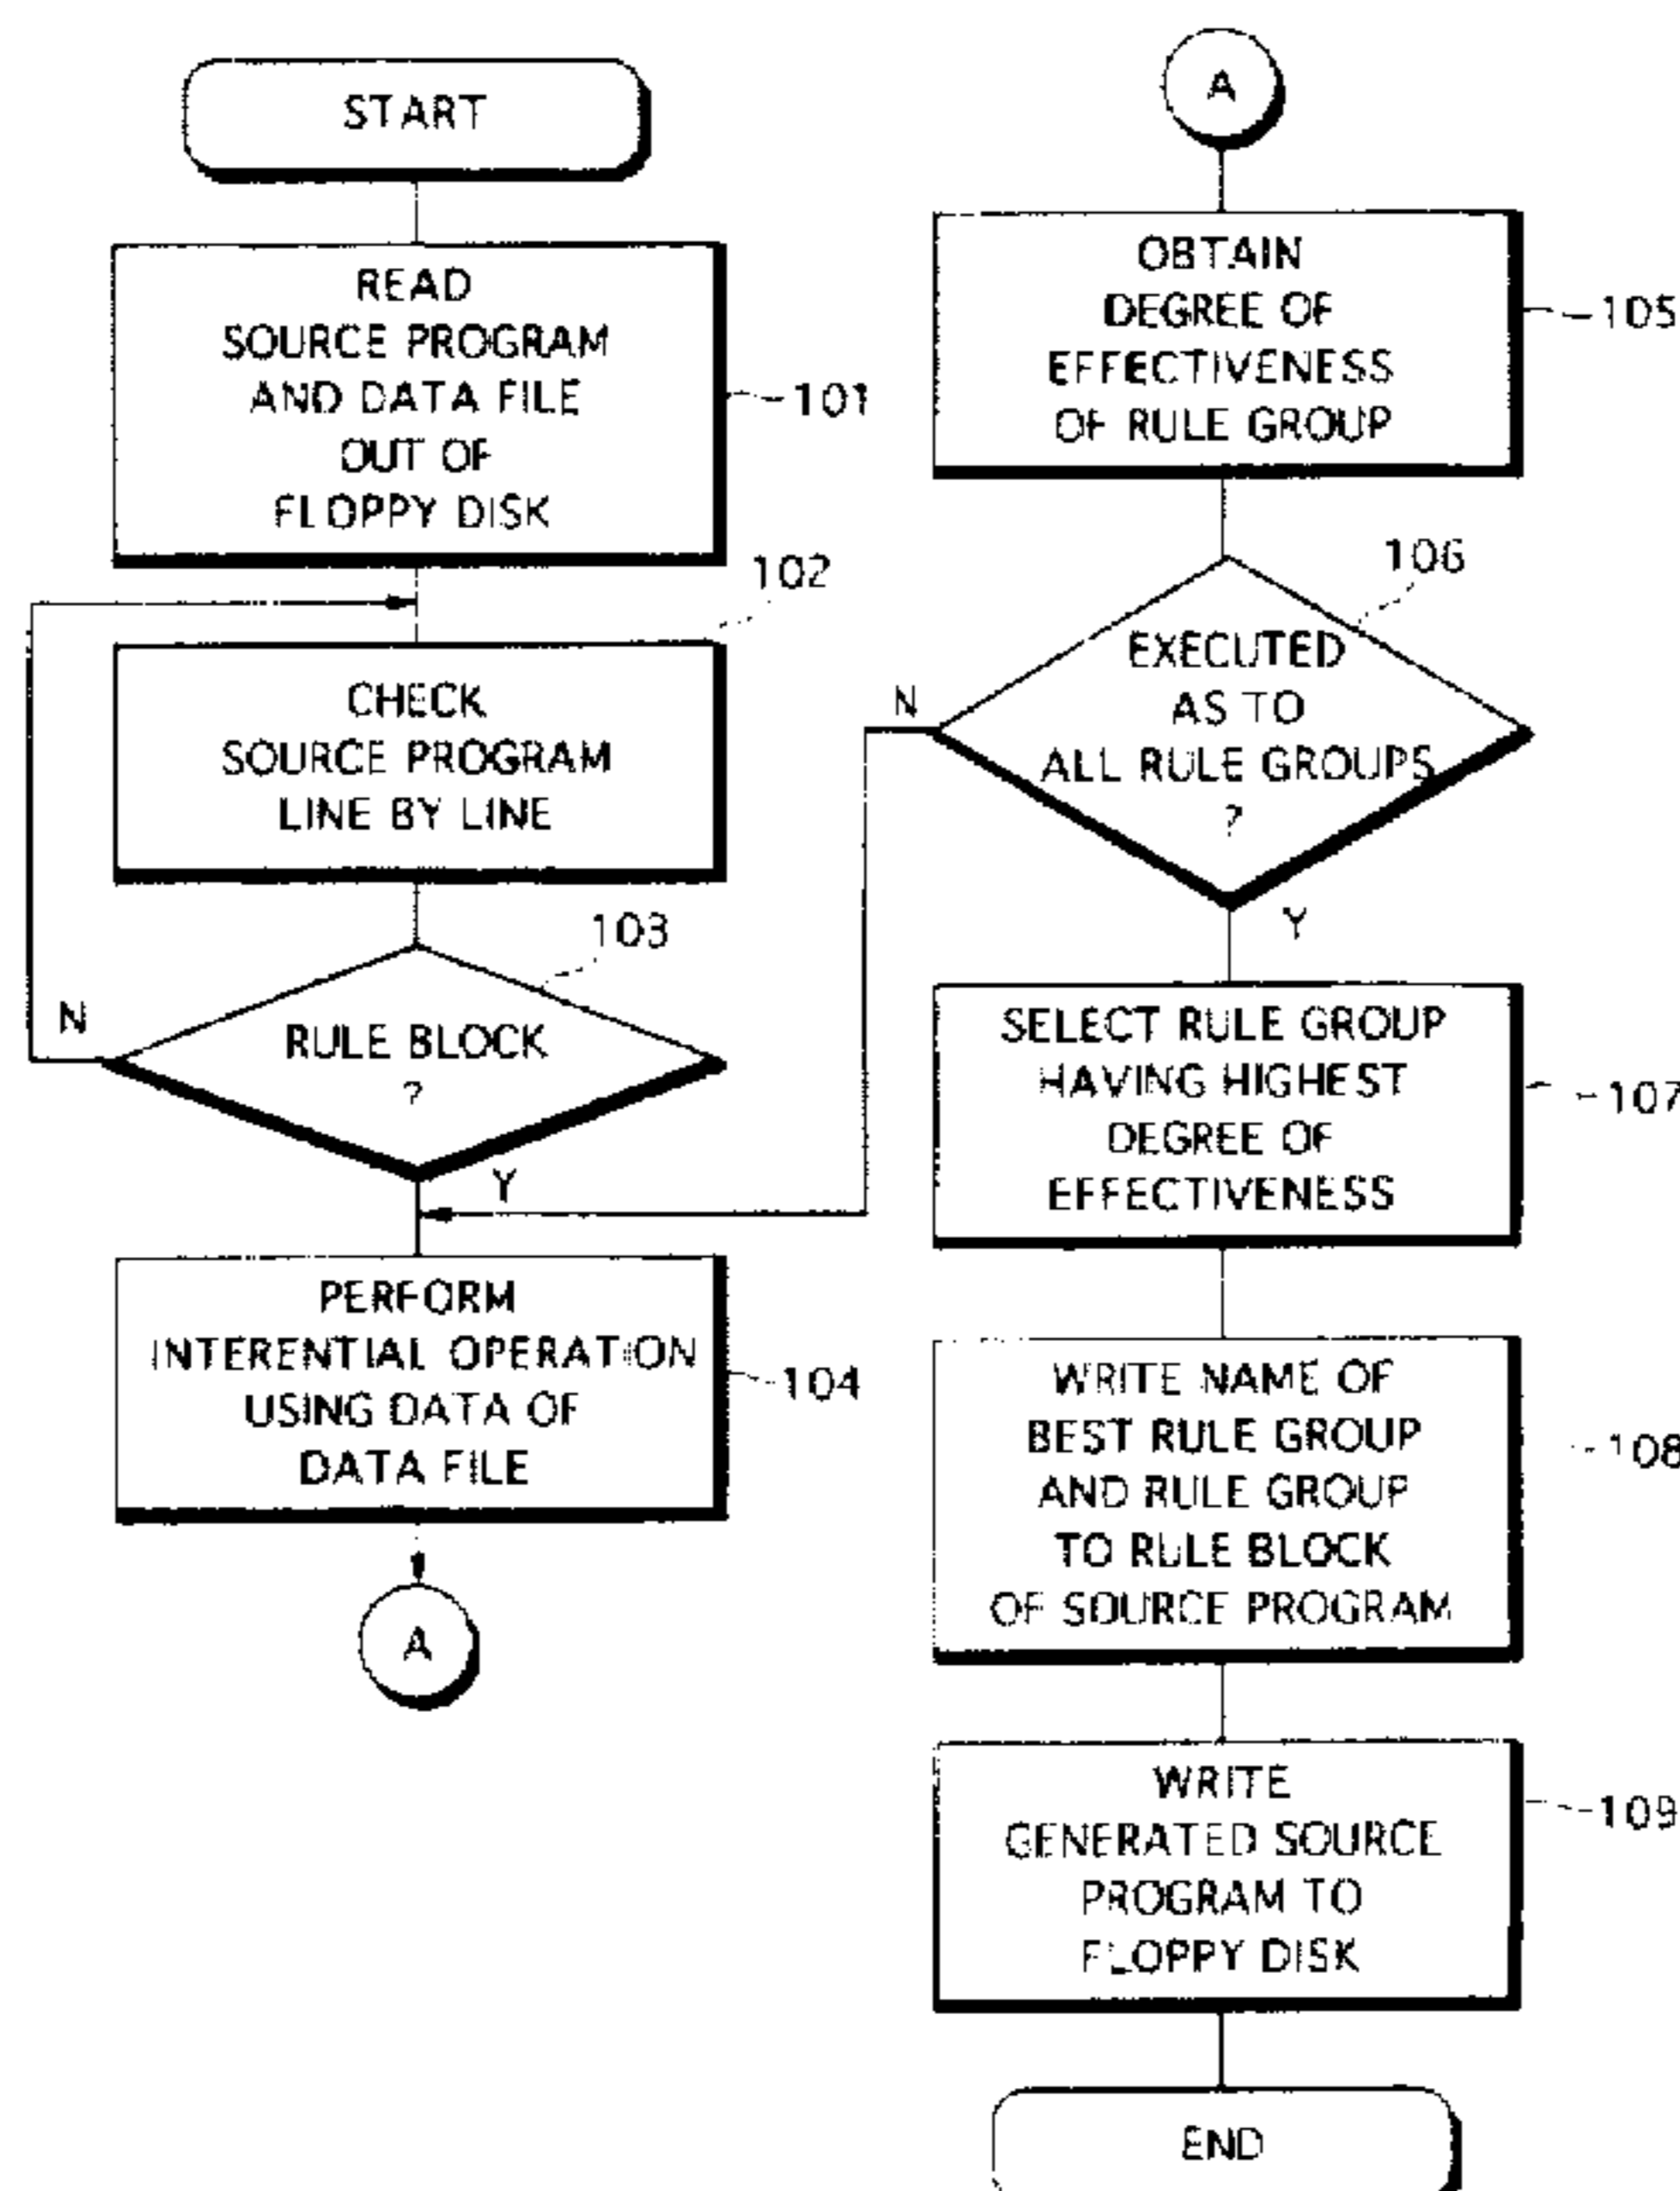 START
READ
SOURCE PROGRAM
AND DATA FILE
OUT OF
FLOPPY DISK
101
102
CHECK
SOURCE PROGRAM
LINE BY LINE
103
RULE BLOCK
?
N
Y
PERFORM
INTERENTIAL OPERATION
USING DATA OF
DATA FILE
104
A
A
OBTAIN
DEGREE OF
EFFECTIVENESS
OF RULE GROUP
105
106
EXECUTED
AS TO
ALL RULE GROUPS
?
N
Y
SELECT RULE GROUP
HAVING HIGHEST
DEGREE OF
EFFECTIVENESS
107
WRITE NAME OF
BEST RULE GROUP
AND RULE GROUP
TO RULE BLOCK
OF SOURCE PROGRAM
108
WRITE
GENERATED SOURCE
PROGRAM TO
FLOPPY DISK
109
END